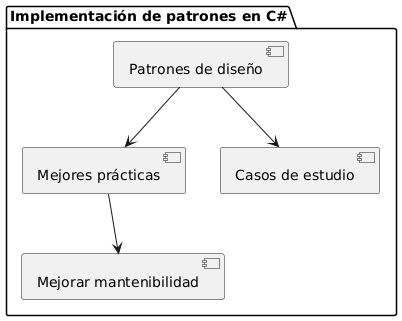 Implementación de patrones en C#
Patrones de diseño
Mejores prácticas
Casos de estudio
Mejorar mantenibilidad